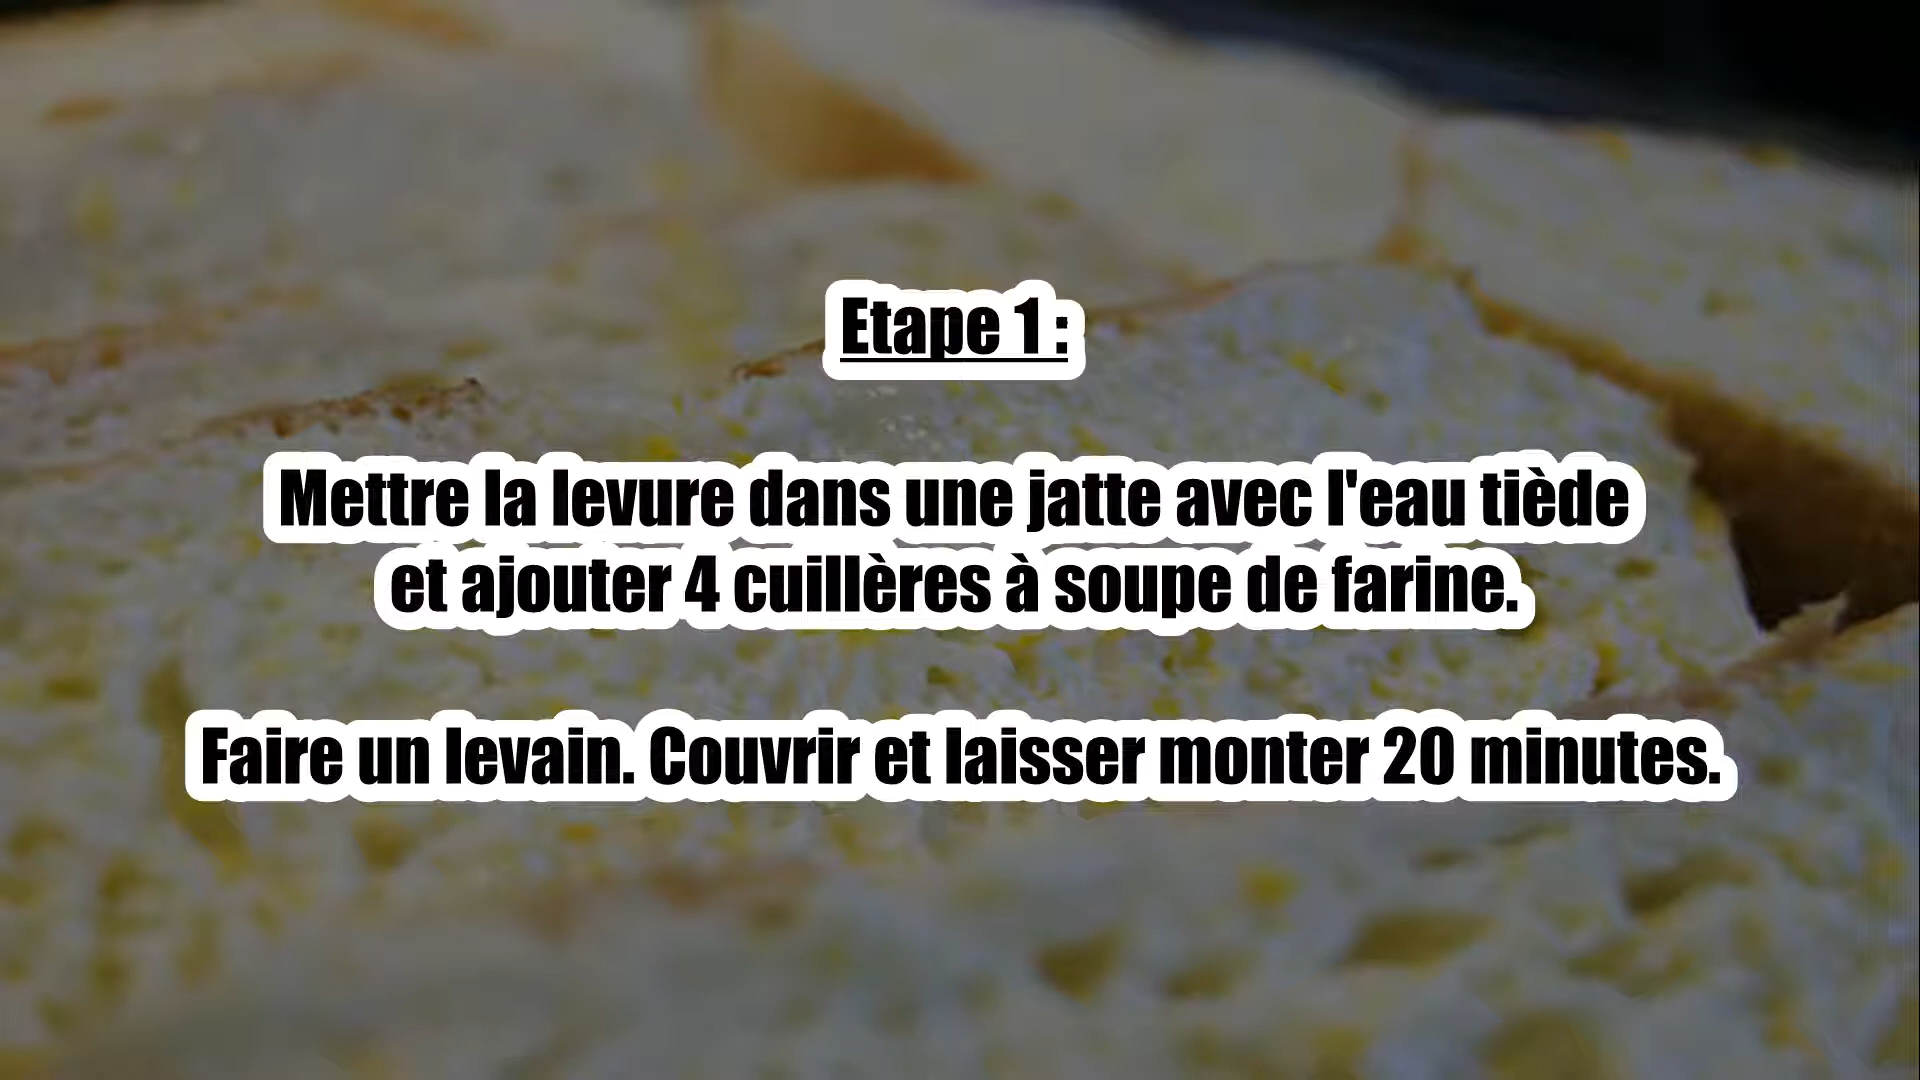 Etape 1 :
Mettre la levure dans une jatte avec l'eau tiède
et ajouter 4 cuillères à soupe de farine.
Faire un levain. Couvrir et laisser monter 20 minutes.